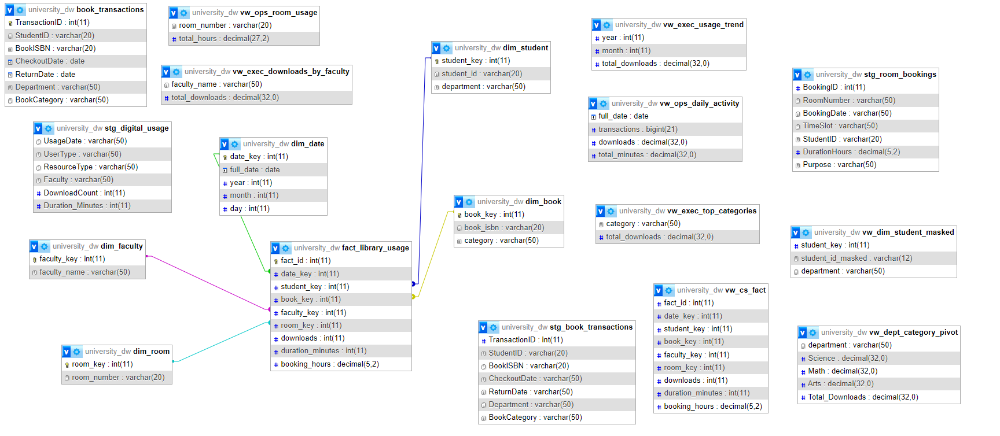 v university_dw book_transactions
TransactionID : int(11)
StudentID : varchar(20)
BookISBN : varchar(20)
CheckoutDate : date
ReturnDate : date
Department : varchar(50)
BookCategory : varchar(50)
v university_dw vw_ops_room_usage
room_number : varchar(20)
# total_hours : decimal(27,2)
v university_dw vw_exec_downloads_by_faculty
faculty_name : varchar(50)
# total_downloads : decimal(32,0)
v university_dw stg_digital_usage
UsageDate : varchar(50)
UserType : varchar(50)
ResourceType : varchar(50)
Faculty : varchar(50)
# DownloadCount : int(11)
# Duration_Minutes : int(11)
v university_dw dim_date
date_key : int(11)
full_date : date
# year : int(11)
# month : int(11)
# day : int(11)
v university_dw dim_faculty
faculty_key : int(11)
faculty_name : varchar(50)
v university_dw dim_room
room_key : int(11)
room_number : varchar(20)
v university_dw fact_library_usage
fact_id : int(11)
# date_key : int(11)
# student_key : int(11)
# book_key : int(11)
# faculty_key : int(11)
# room_key : int(11)
# downloads : int(11)
# duration_minutes : int(11)
# booking_hours : decimal(5,2)
v university_dw dim_student
student_key : int(11)
student_id : varchar(20)
department : varchar(50)
v university_dw dim_book
book_key : int(11)
book_isbn : varchar(20)
category : varchar(50)
v university_dw stg_book_transactions
# TransactionID : int(11)
StudentID : varchar(20)
BookISBN : varchar(20)
CheckoutDate : varchar(50)
ReturnDate : varchar(50)
Department : varchar(50)
BookCategory : varchar(50)
v university_dw vw_exec_usage_trend
# year : int(11)
# month : int(11)
# total_downloads : decimal(32,0)
v university_dw vw_ops_daily_activity
full_date : date
# transactions : bigint(21)
# downloads : decimal(32,0)
# total_minutes : decimal(32,0)
v university_dw vw_exec_top_categories
category : varchar(50)
# total_downloads : decimal(32,0)
v university_dw vw_cs_fact
# fact_id : int(11)
# date_key : int(11)
# student_key : int(11)
# book_key : int(11)
# faculty_key : int(11)
# room_key : int(11)
# downloads : int(11)
# duration_minutes : int(11)
# booking_hours : decimal(5,2)
v university_dw stg_room_bookings
# BookingID : int(11)
RoomNumber : varchar(50)
BookingDate : varchar(50)
TimeSlot : varchar(50)
StudentID : varchar(20)
# DurationHours : decimal(5,2)
Purpose : varchar(50)
v university_dw vw_dim_student_masked
# student_key : int(11)
student_id_masked : varchar(12)
department : varchar(50)
v university_dw vw_dept_category_pivot
department : varchar(50)
# Science : decimal(32,0)
# Math : decimal(32,0)
# Arts : decimal(32,0)
# Total_Downloads : decimal(32,0)